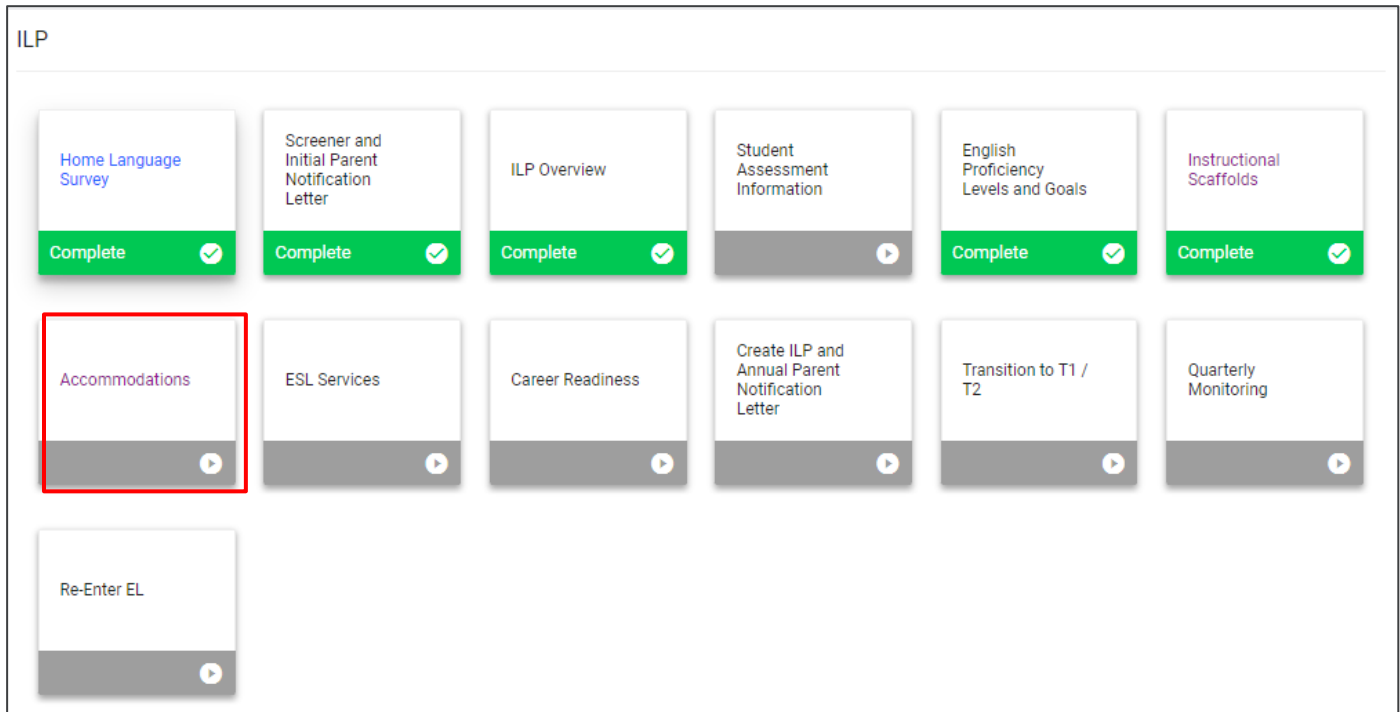 ILP
Home Language
Survey
Complete
Screener and
Initial Parent
Notification
Letter
Complete
ILP Overview
Complete
Student
Assessment
Information
English
Proficiency
Levels and Goals
Complete
Instructional
Scaffolds
Complete
Accommodations
ESL Services
Career Readiness
Create ILP and
Annual Parent
Notification
Letter
Transition to T1 /
T2
Quarterly
Monitoring
Re-Enter EL